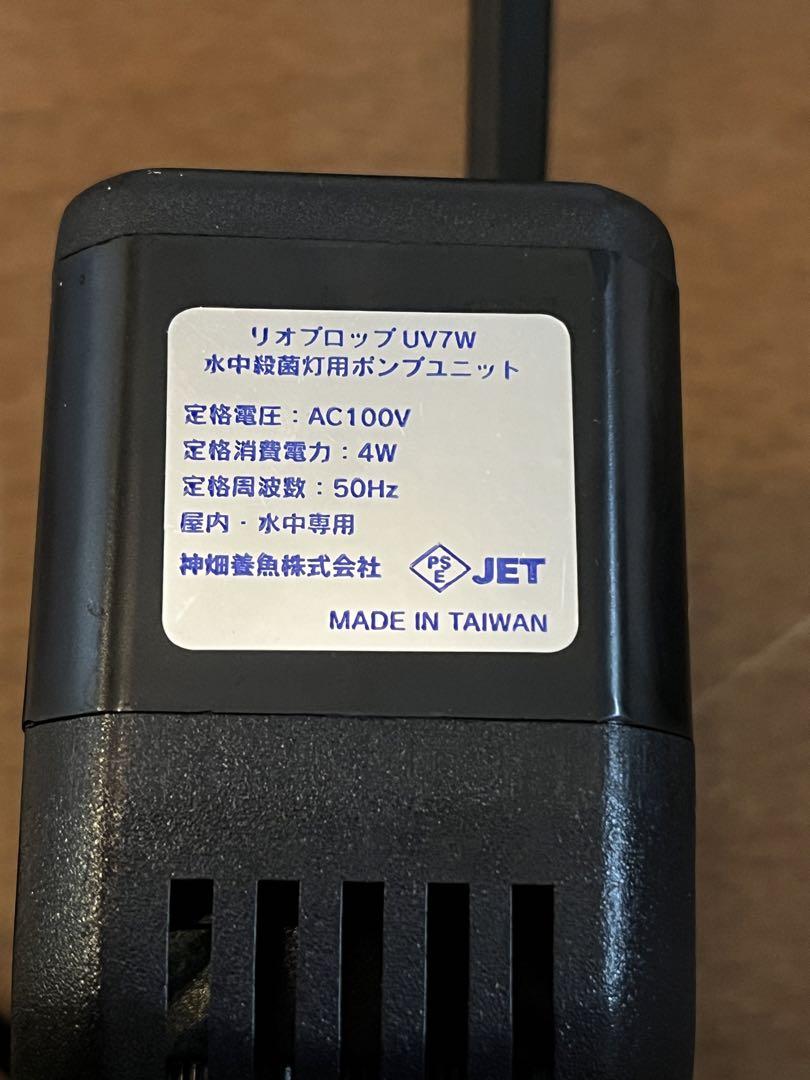 リオプロップUV7W
水中殺菌灯用ポンプユニット
定格電圧：AC100V
定格消費電力：4W
定格周波数：50Hz
屋内・水中専用
神畑養魚株式会社 PSE JET
MADE IN TAIWAN